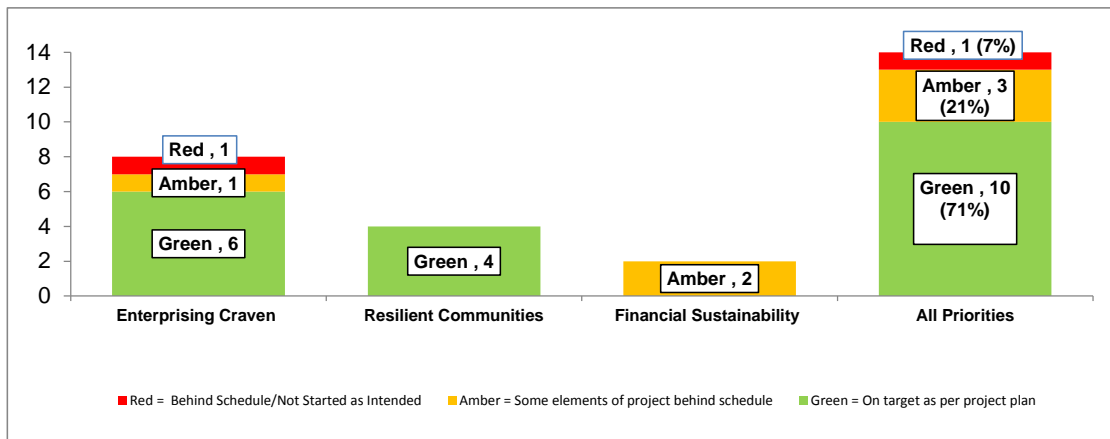 14
12
10
8
6
4
2
0
Red , 1
Amber, 1
Green , 6
Green , 4
Amber , 2
Red , 1 (7%)
Amber , 3
(21%)
Green , 10
(71%)
Enterprising Craven
Resilient Communities
Financial Sustainability
All Priorities
Red = Behind Schedule/Not Started as Intended
Amber = Some elements of project behind schedule
Green = On target as per project plan